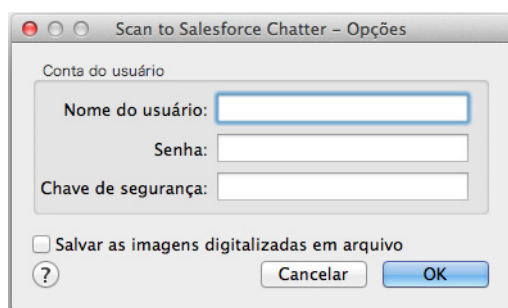 Scan to Salesforce Chatter – Opções
Conta do usuário
Nome do usuário:
Senha:
Chave de segurança:
Salvar as imagens digitalizadas em arquivo
? Cancelar OK